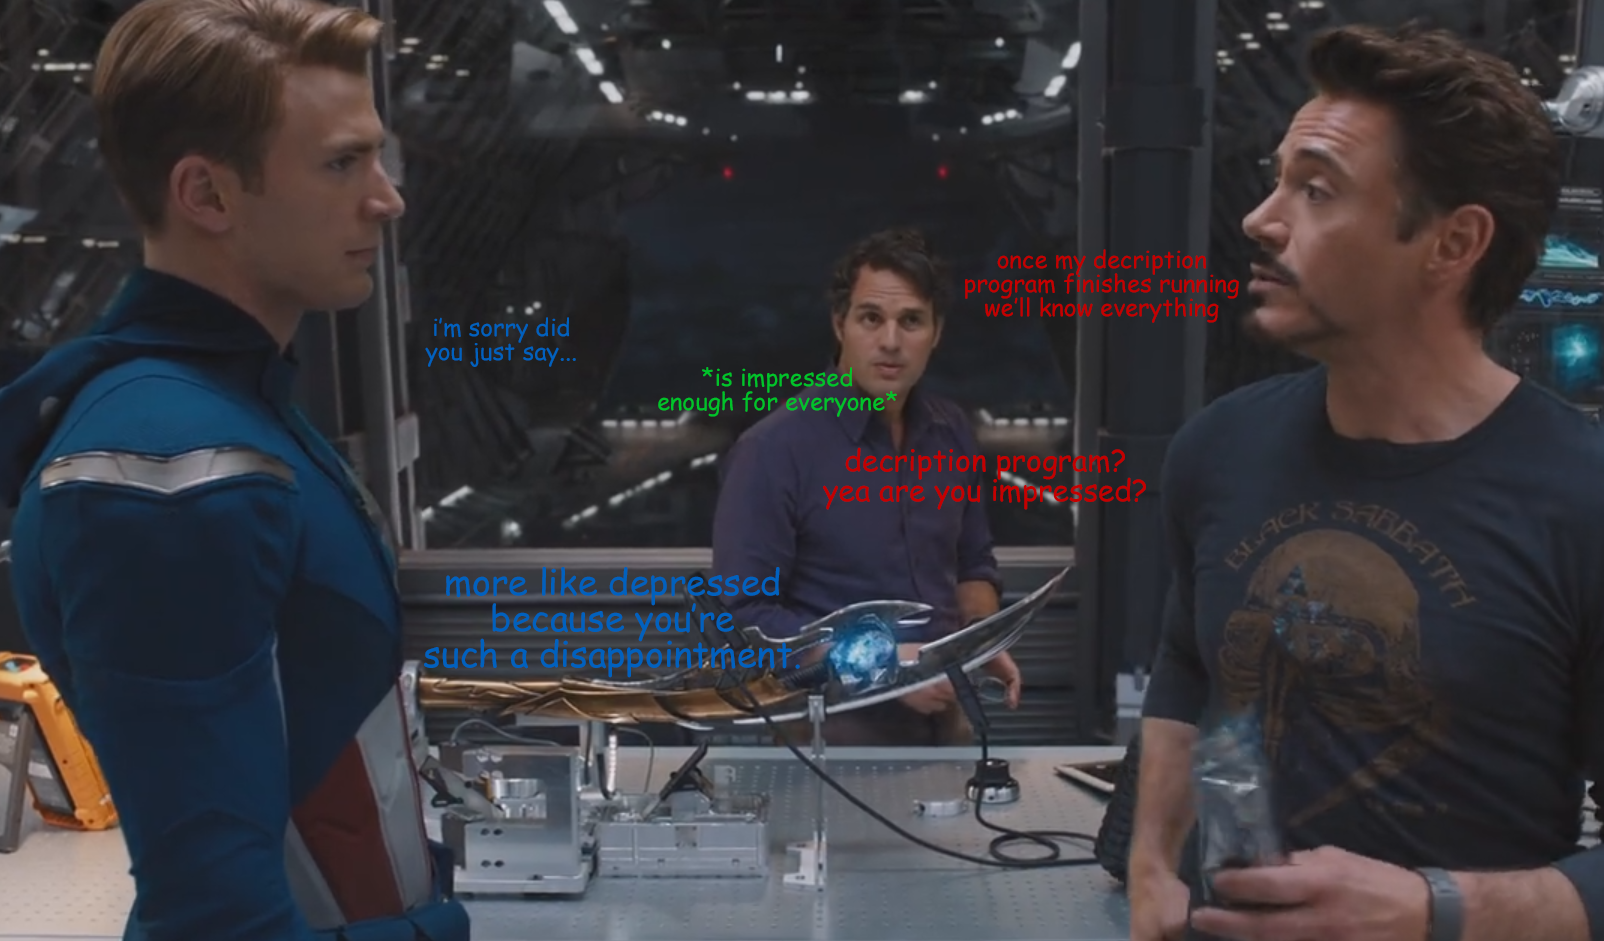 once my decription
program finishes running
we'll know everything
i'm sorry did
you just say...
*is impressed
enough for everyone*
decription program?
yea are you impressed?
more like depressed
because you're
such a disappointment.
BLACK SABBATH